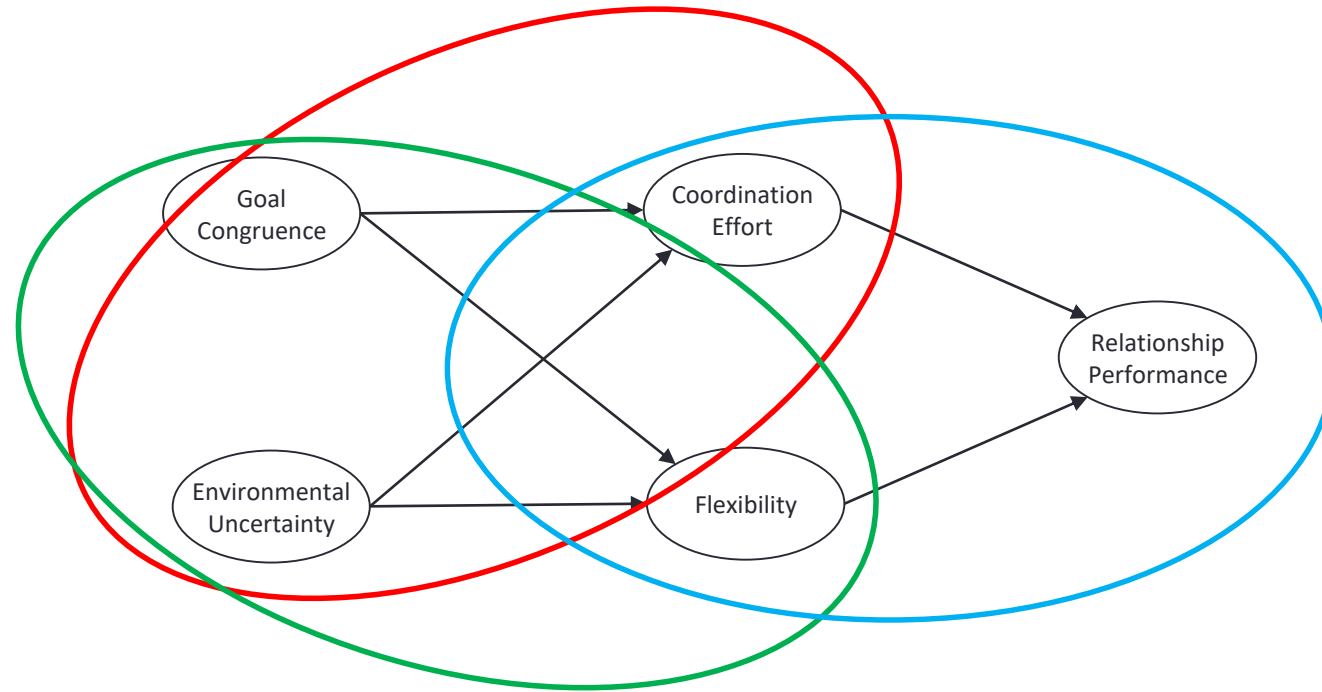 Goal
Congruence
Coordination
Effort
Relationship
Performance
Environmental
Uncertainty
Flexibility